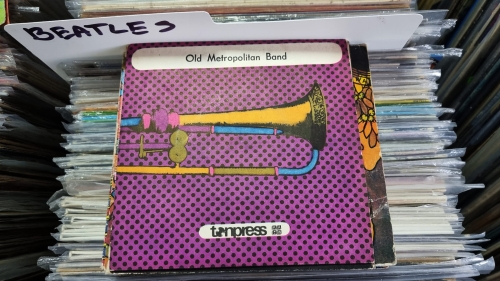 BEATLES
Old Metropolitan Band
tonpress